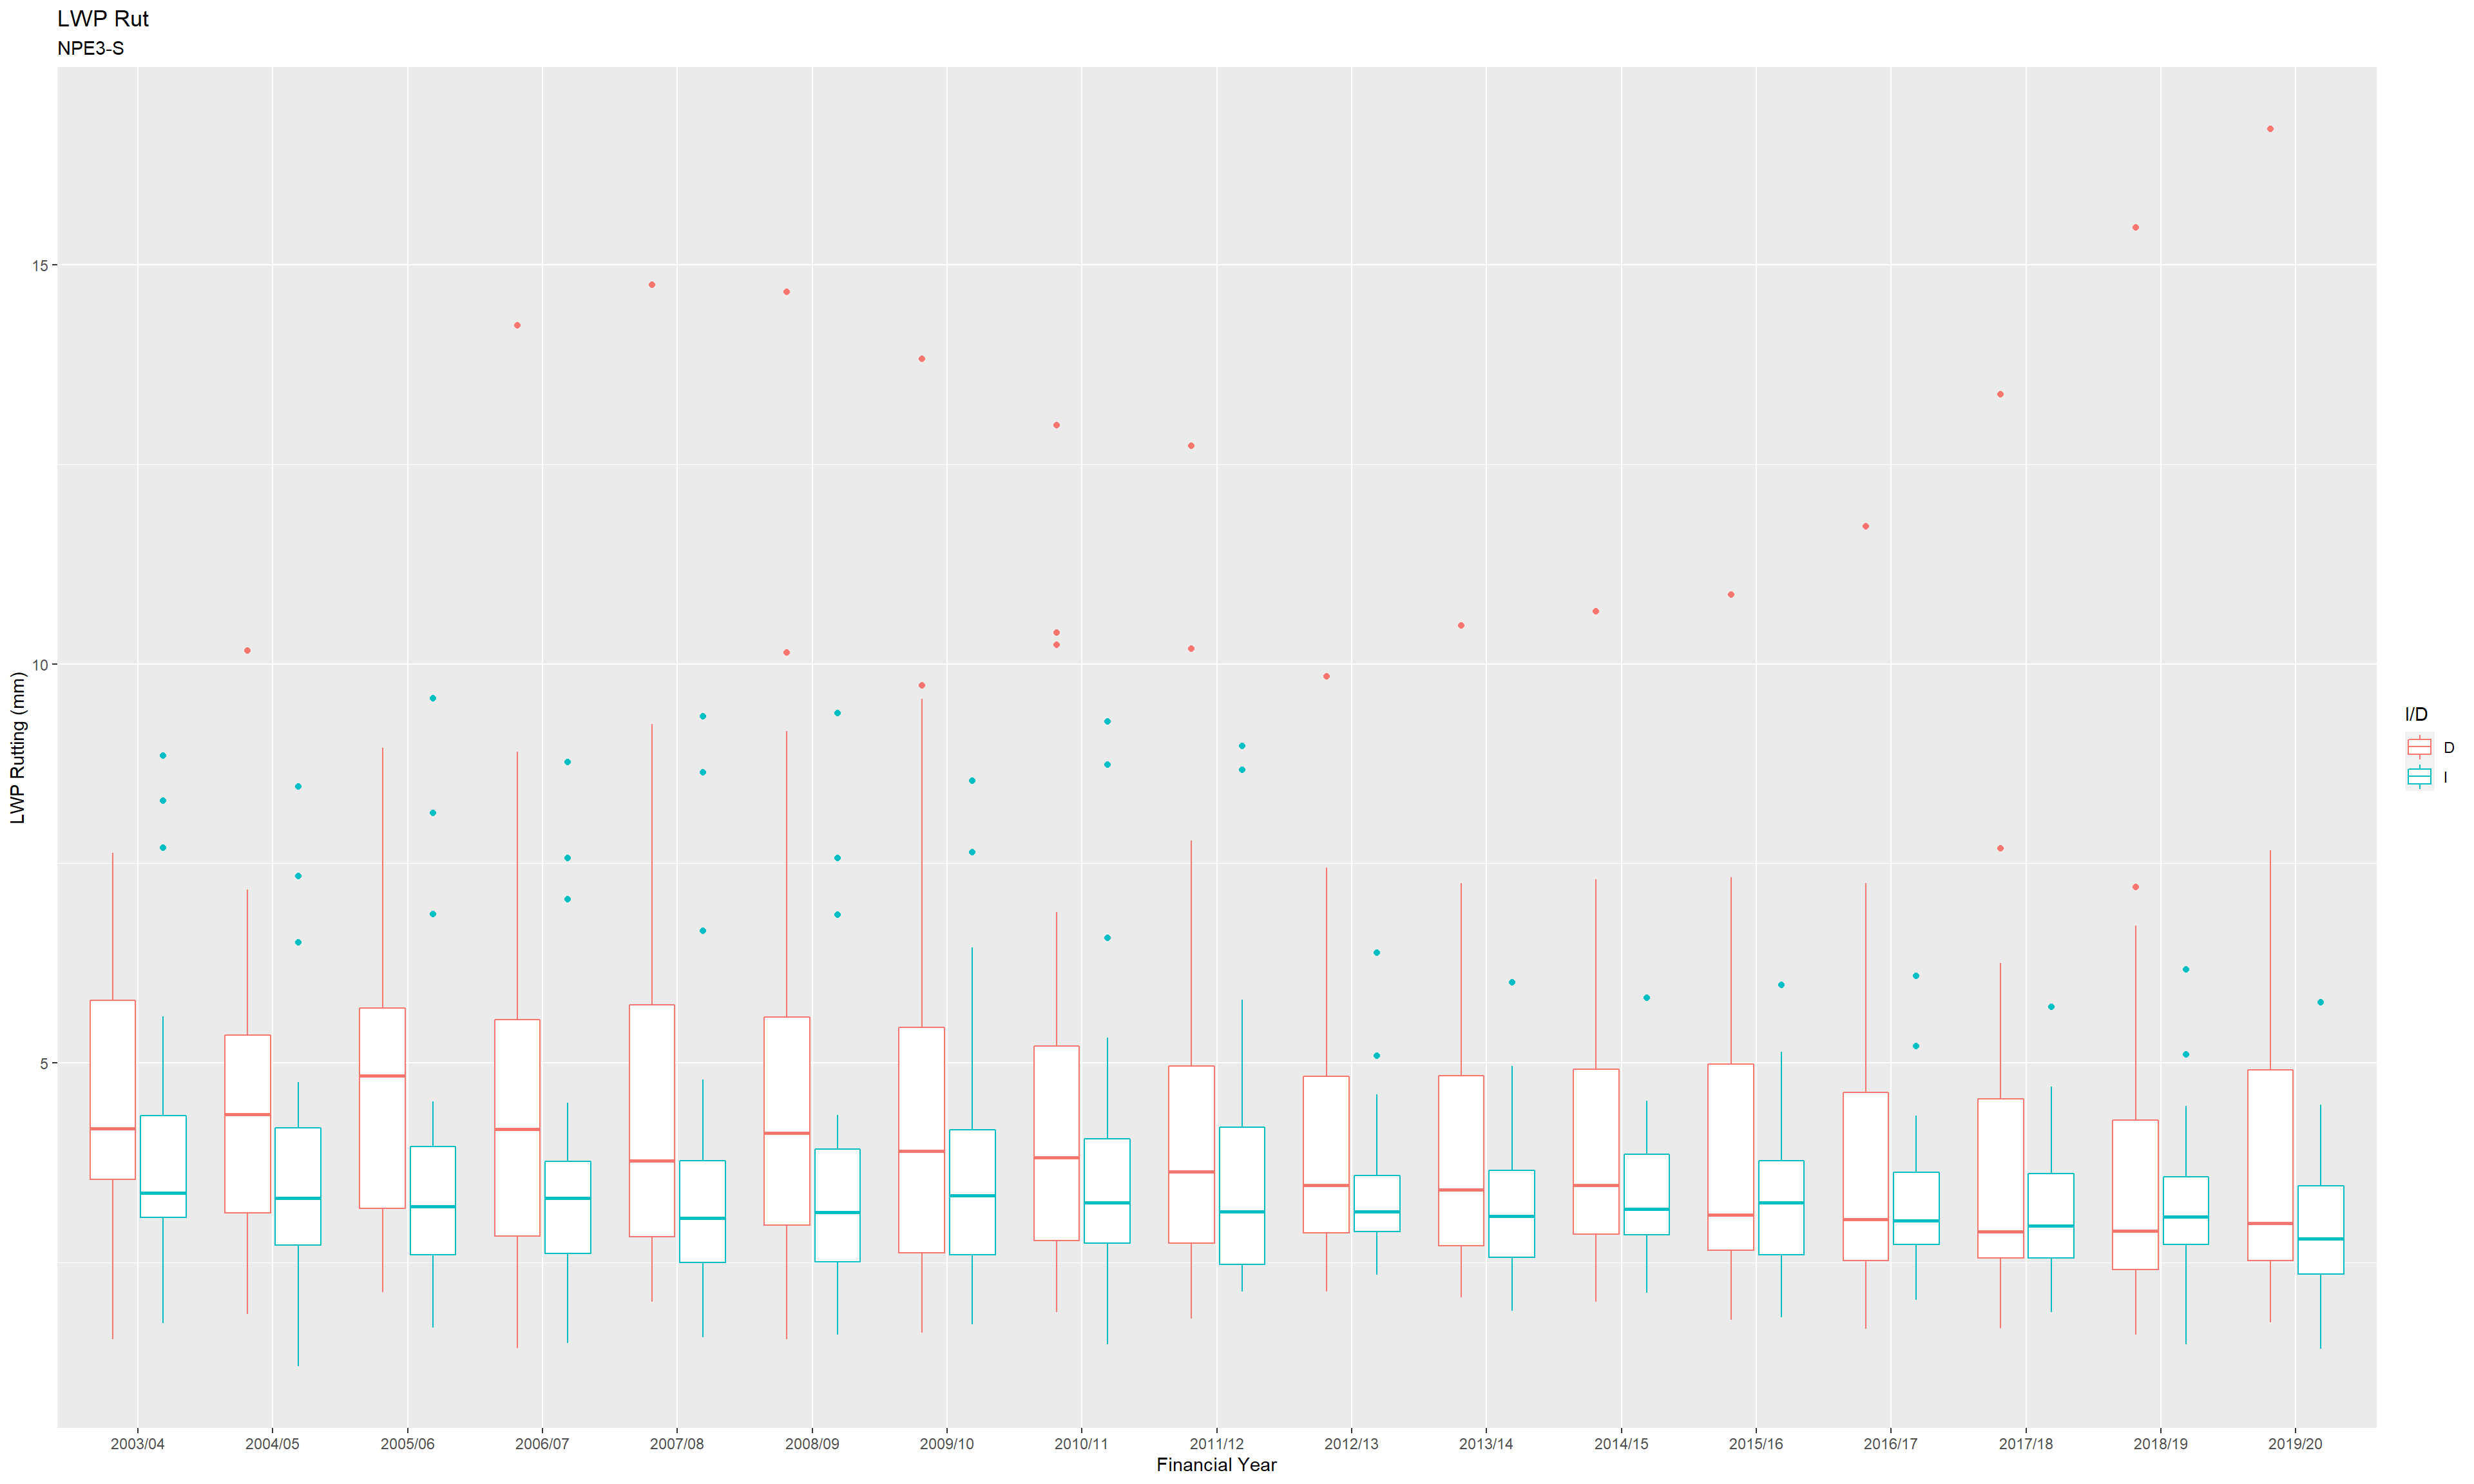 LWP Rut
NPE3-S
LWP Rutting (mm)
15
10
5
2003/04 2004/05 2005/06 2006/07 2007/08 2008/09 2009/10 2010/11 2011/12 2012/13 2013/14 2014/15 2015/16 2016/17 2017/18 2018/19 2019/20
Financial Year
I/D
D
I